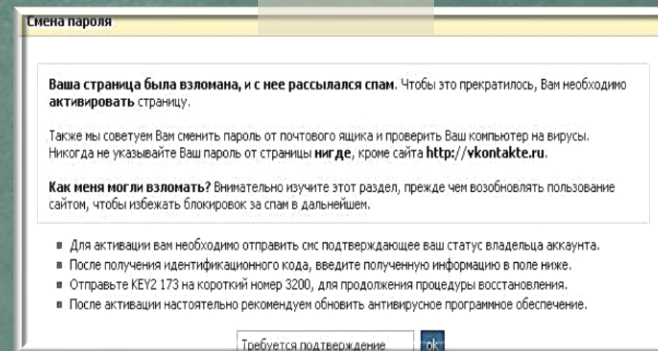 Смена пароля
Ваша страница была взломана, и с нее рассылался спам. Чтобы это прекратилось, Вам необходимо
активировать страницу.
Также мы советуем Вам сменить пароль от почтового ящика и проверить Ваш компьютер на вирусы.
Никогда не указывайте Ваш пароль от страницы нигде, кроме сайта http://vkontakte.ru.
Как меня могли взломать? Внимательно изучите этот раздел, прежде чем возобновлять пользование
сайтом, чтобы избежать блокировок за спам в дальнейшем.
Для активации вам необходимо отправить смс подтверждающее ваш статус владельца аккаунта.
После получения идентификационного кода, введите полученную информацию в поле ниже.
Отправьте KEY2 173 на короткий номер 3200, для продолжения процедуры восстановления.
После активации настоятельно рекомендуем обновить антивирусное программное обеспечение.
Требуется подтверждение ok